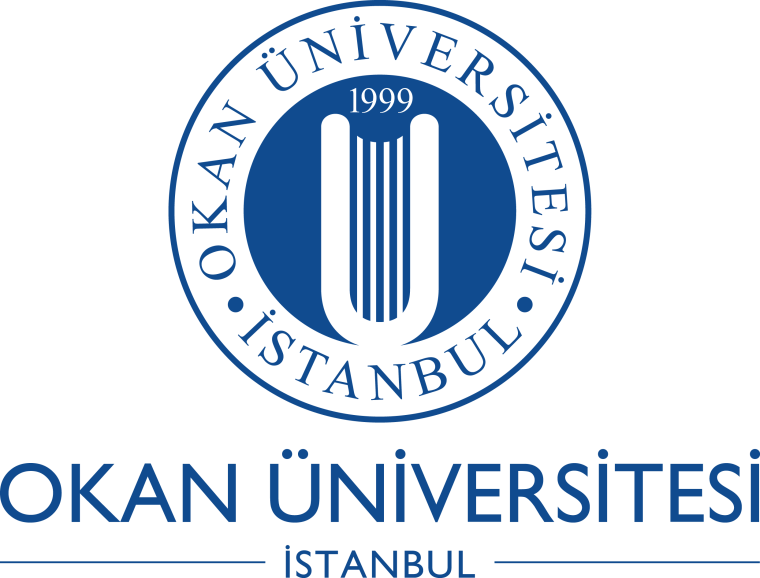 OKAN ÜNİVERSİTESİ
1999
• İSTANBUL •
OKAN ÜNİVERSİTESİ
İSTANBUL